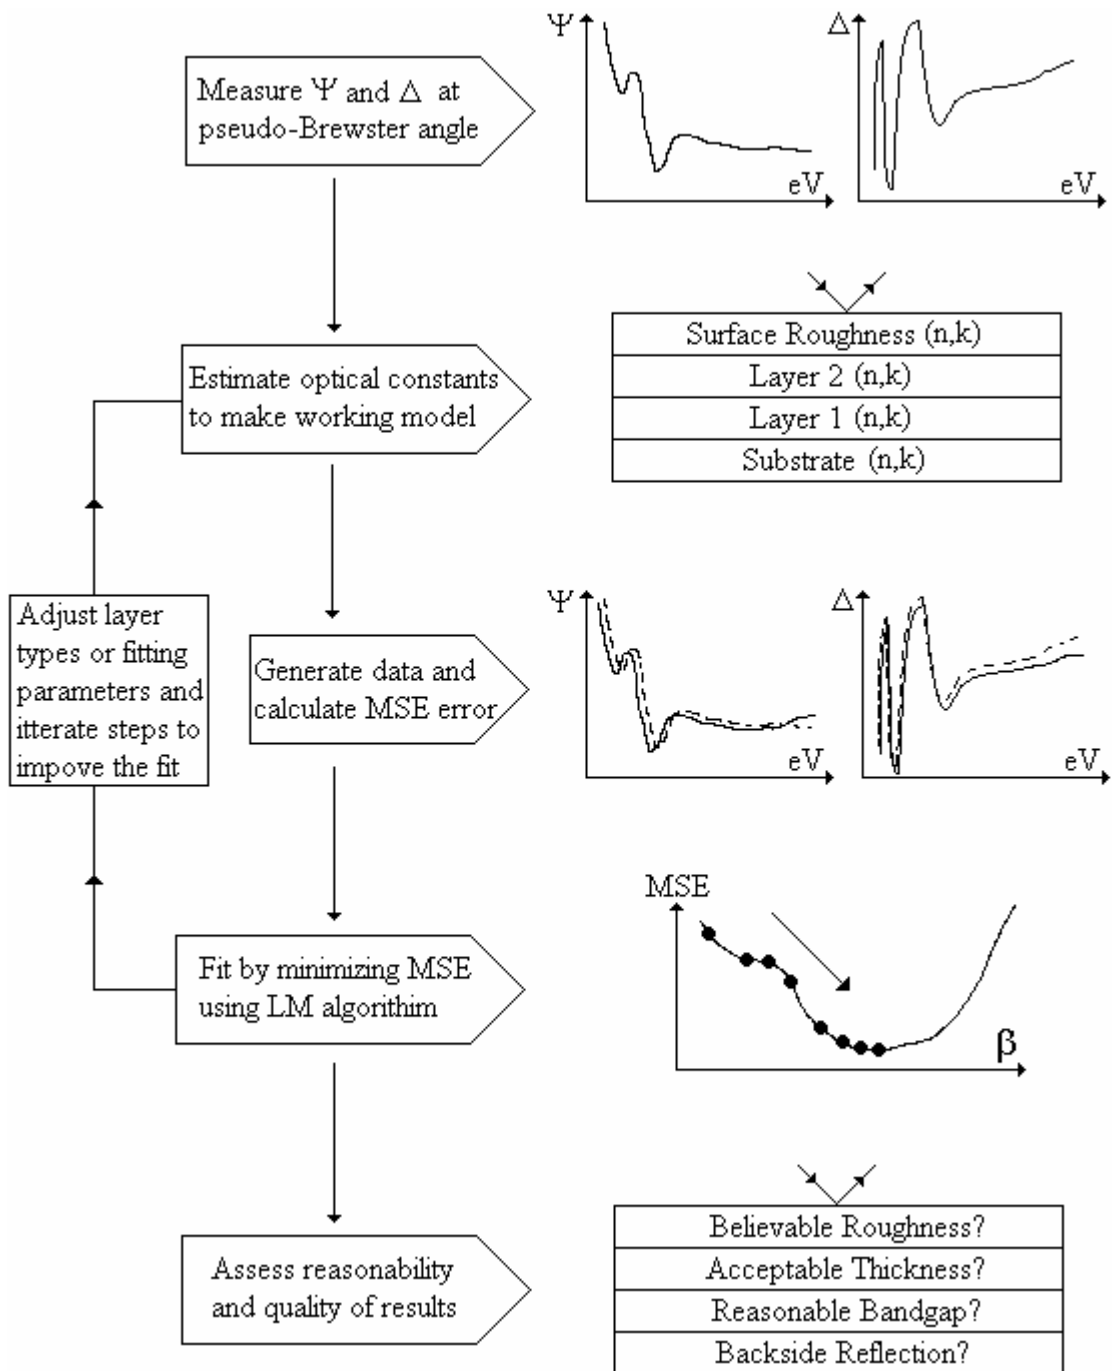 Measure Ψ and Δ at
pseudo-Brewster angle
Ψ
eV
Δ
eV
Estimate optical constants
to make working model
Surface Roughness (n,k)
Layer 2 (n,k)
Layer 1 (n,k)
Substrate (n,k)
Adjust layer
types or fitting
parameters and
itterate steps to
impove the fit
Generate data and
calculate MSE error
Ψ
eV
Δ
eV
Fit by minimizing MSE
using LM algorithim
MSE
β
Assess reasonability
and quality of results
Believable Roughness?
Acceptable Thickness?
Reasonable Bandgap?
Backside Reflection?